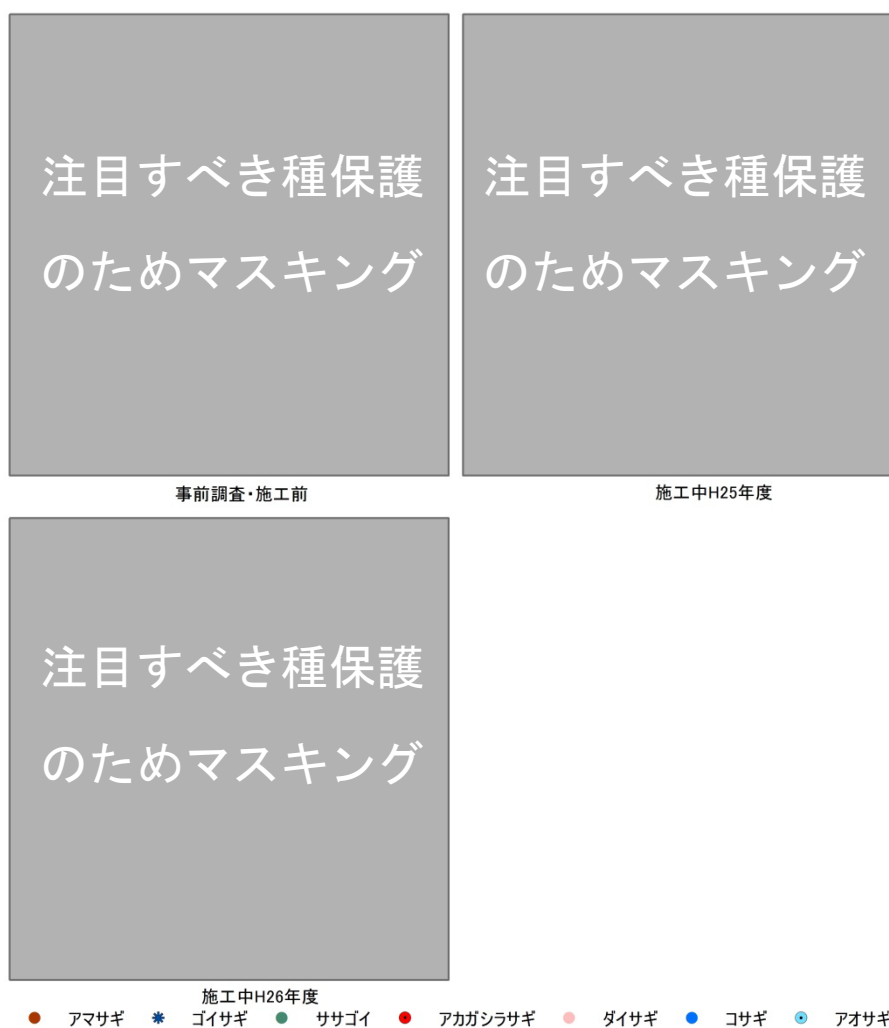 注目すべき種保護
のためマスキング
注目すべき種保護
のためマスキング
事前調査・施工前
施工中H25年度
注目すべき種保護
のためマスキング
施工中H26年度
アマサギ ゴイサギ ササゴイ アカガシラサギ ダイサギ コサギ アオサギ